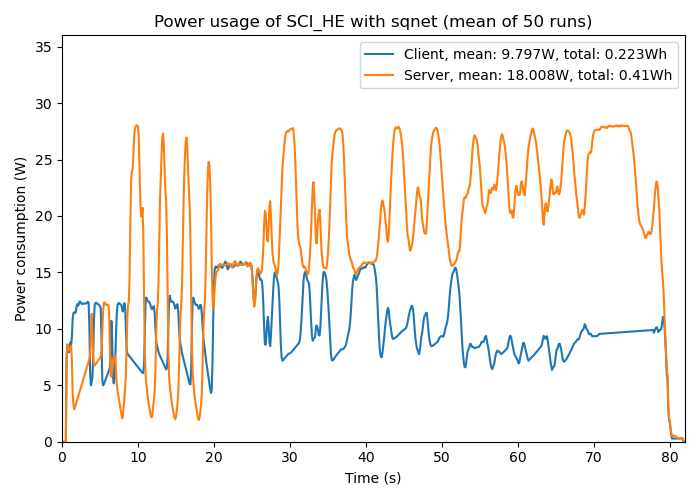 Power usage of SCI_HE with sqnet (mean of 50 runs)
Client, mean: 9.797W, total: 0.223Wh
Server, mean: 18.008W, total: 0.41Wh
Power consumption (W)
35
30
25
20
15
10
5
0
0 10 20 30 40 50 60 70 80
Time (s)